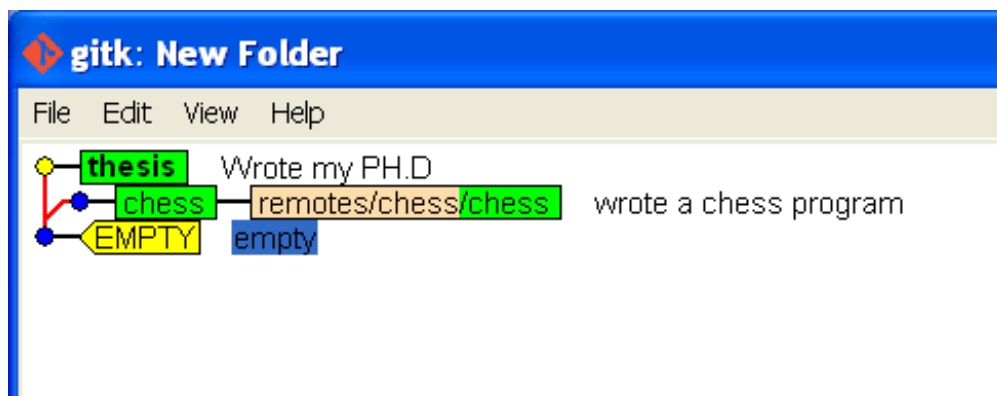 gitk: New Folder
File Edit View Help
thesis Wrote my PH.D
chess remotes/chess/chess wrote a chess program
EMPTY empty